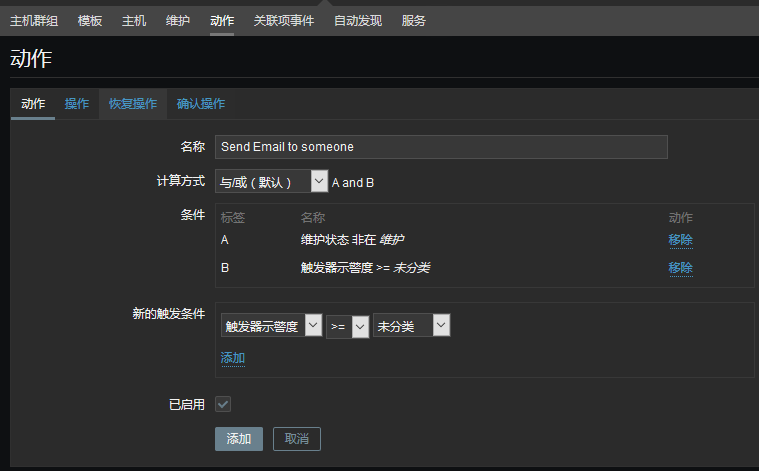 主机群组 模板 主机 维护 动作 关联项事件 自动发现 服务
动作
动作 操作 恢复操作 确认操作
名称 Send Email to someone
计算方式 与/或 ( 默认 ) A and B
条件 标签 名称 动作
A 维护状态 非在 维护 移除
B 触发器示警度 >= 未分类 移除
新的触发条件 触发器示警度 >= 未分类
添加
已启用
添加 取消